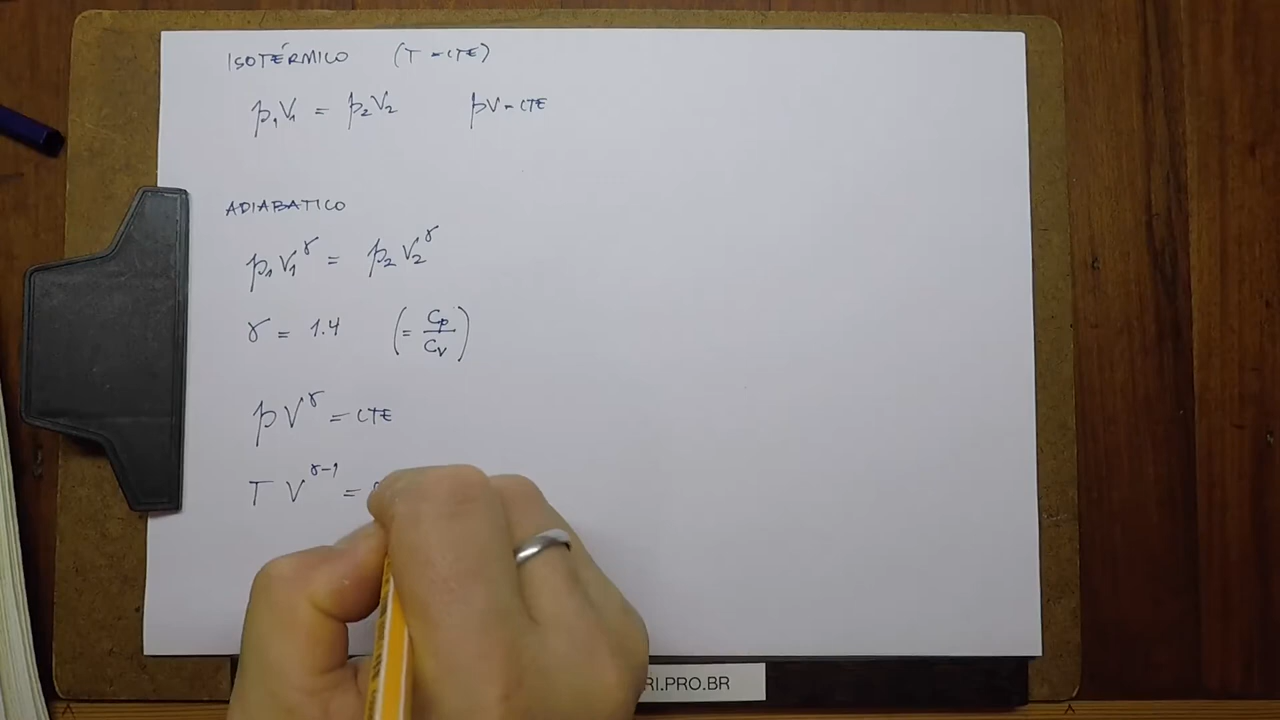 ISOTÉRMICO (T = CTE)
p₁V₁ = p₂V₂ pV = CTE
ADIABATICO
p₁V₁^γ = p₂V₂^γ
γ = 1.4 (= Cp/Cv)
pV^γ = CTE
TV^γ-1 =
RI.PRO.BR